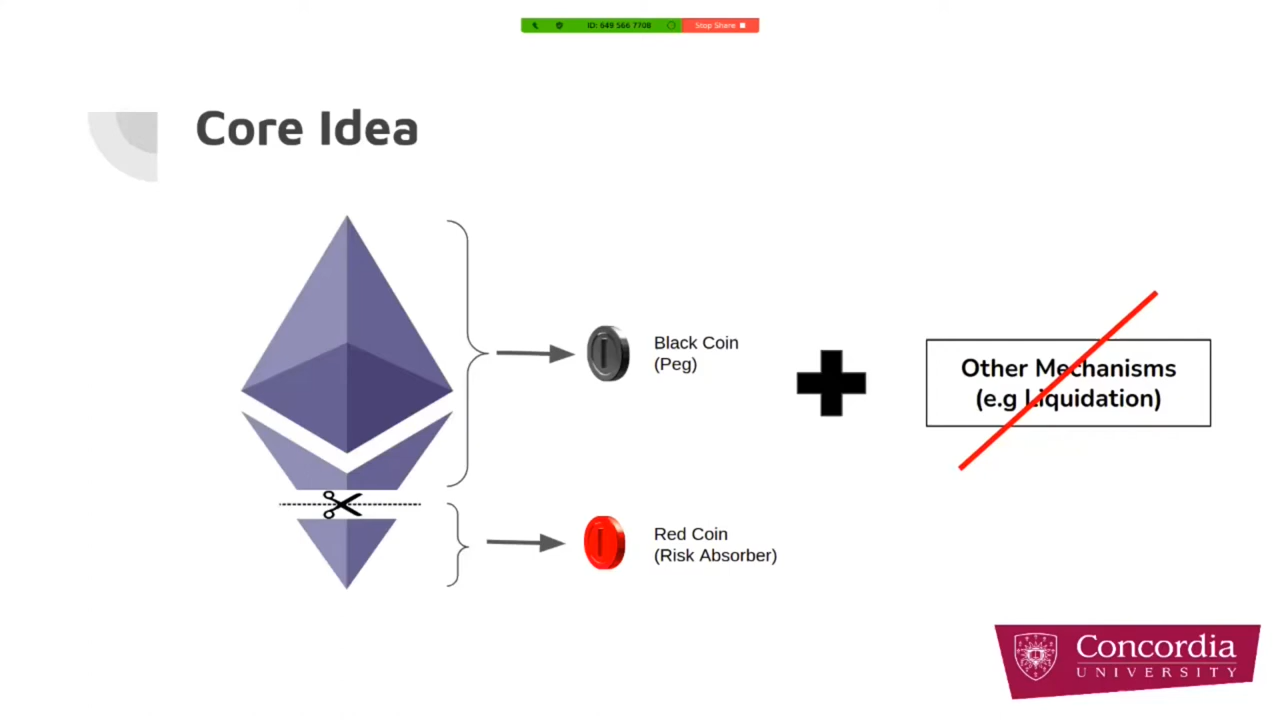 ID: 649 566 7708
Stop Share
Core Idea
Black Coin
(Peg)
Other Mechanisms
(e.g Liquidation)
Red Coin
(Risk Absorber)
Concordia
UNIVERSITY